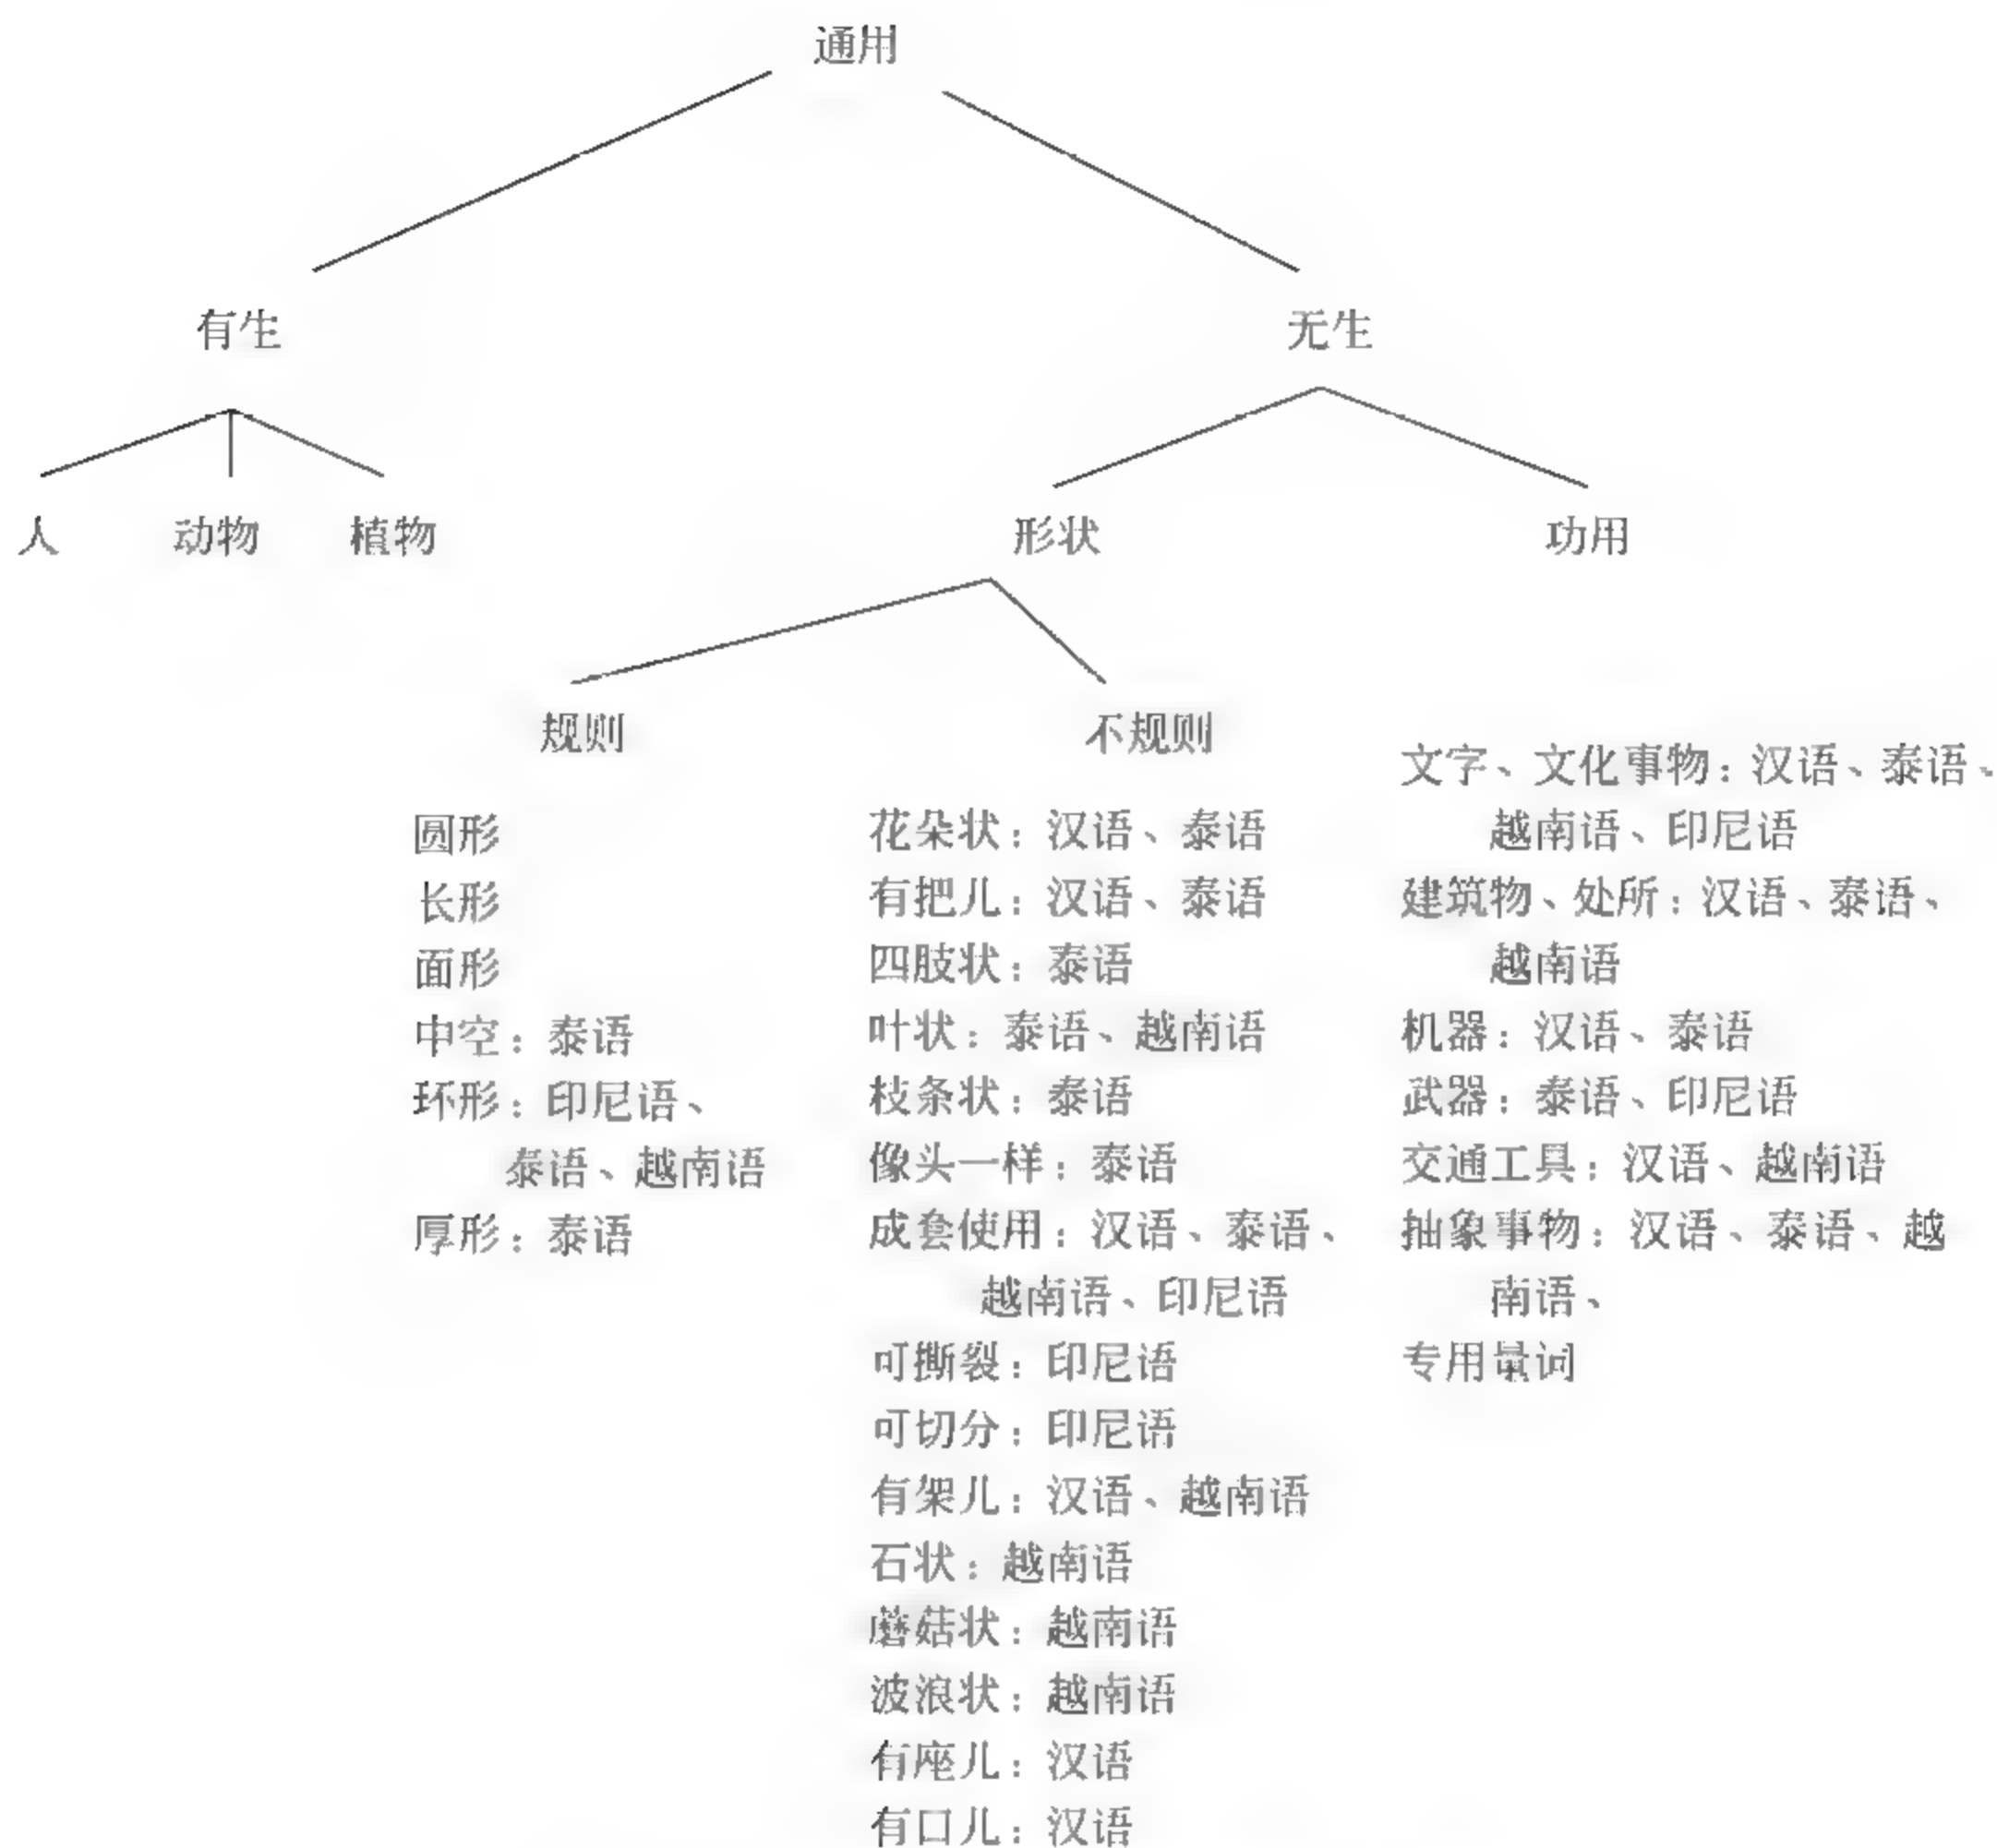 通用
有生
无生
人
动物
植物
形状
功用
规则
不规则
圆形
长形
面形
中空：泰语
环形：印尼语、
泰语、越南语
厚形：泰语
花朵状：汉语、泰语
有把儿：汉语、泰语
四肢状：泰语
叶状：泰语、越南语
枝条状：泰语
像头一样：泰语
成套使用：汉语、泰语、
越南语、印尼语
可撕裂：印尼语
可切分：印尼语
有架儿：汉语、越南语
石状：越南语
蘑菇状：越南语
波浪状：越南语
有座儿：汉语
有口儿：汉语
文字、文化事物：汉语、泰语、
越南语、印尼语
建筑物、处所：汉语、泰语、
越南语
机器：汉语、泰语
武器：泰语、印尼语
交通工具：汉语、越南语
抽象事物：汉语、泰语、越
南语、
专用量词